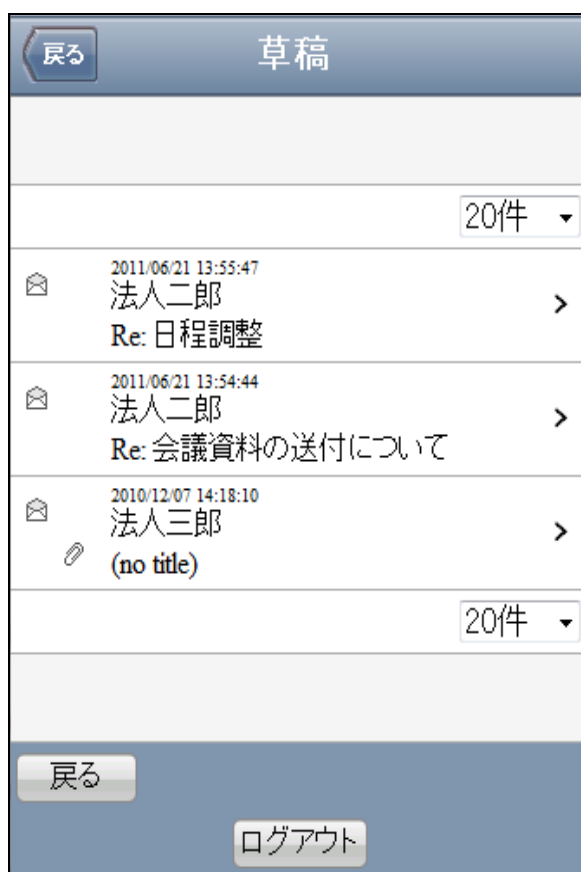 戻る
草稿
20件
2011/06/21 13:55:47
法人二郎
Re: 日程調整
2011/06/21 13:54:44
法人二郎
Re: 会議資料の送付について
2010/12/07 14:18:10
法人三郎
(no title)
20件
戻る
ログアウト